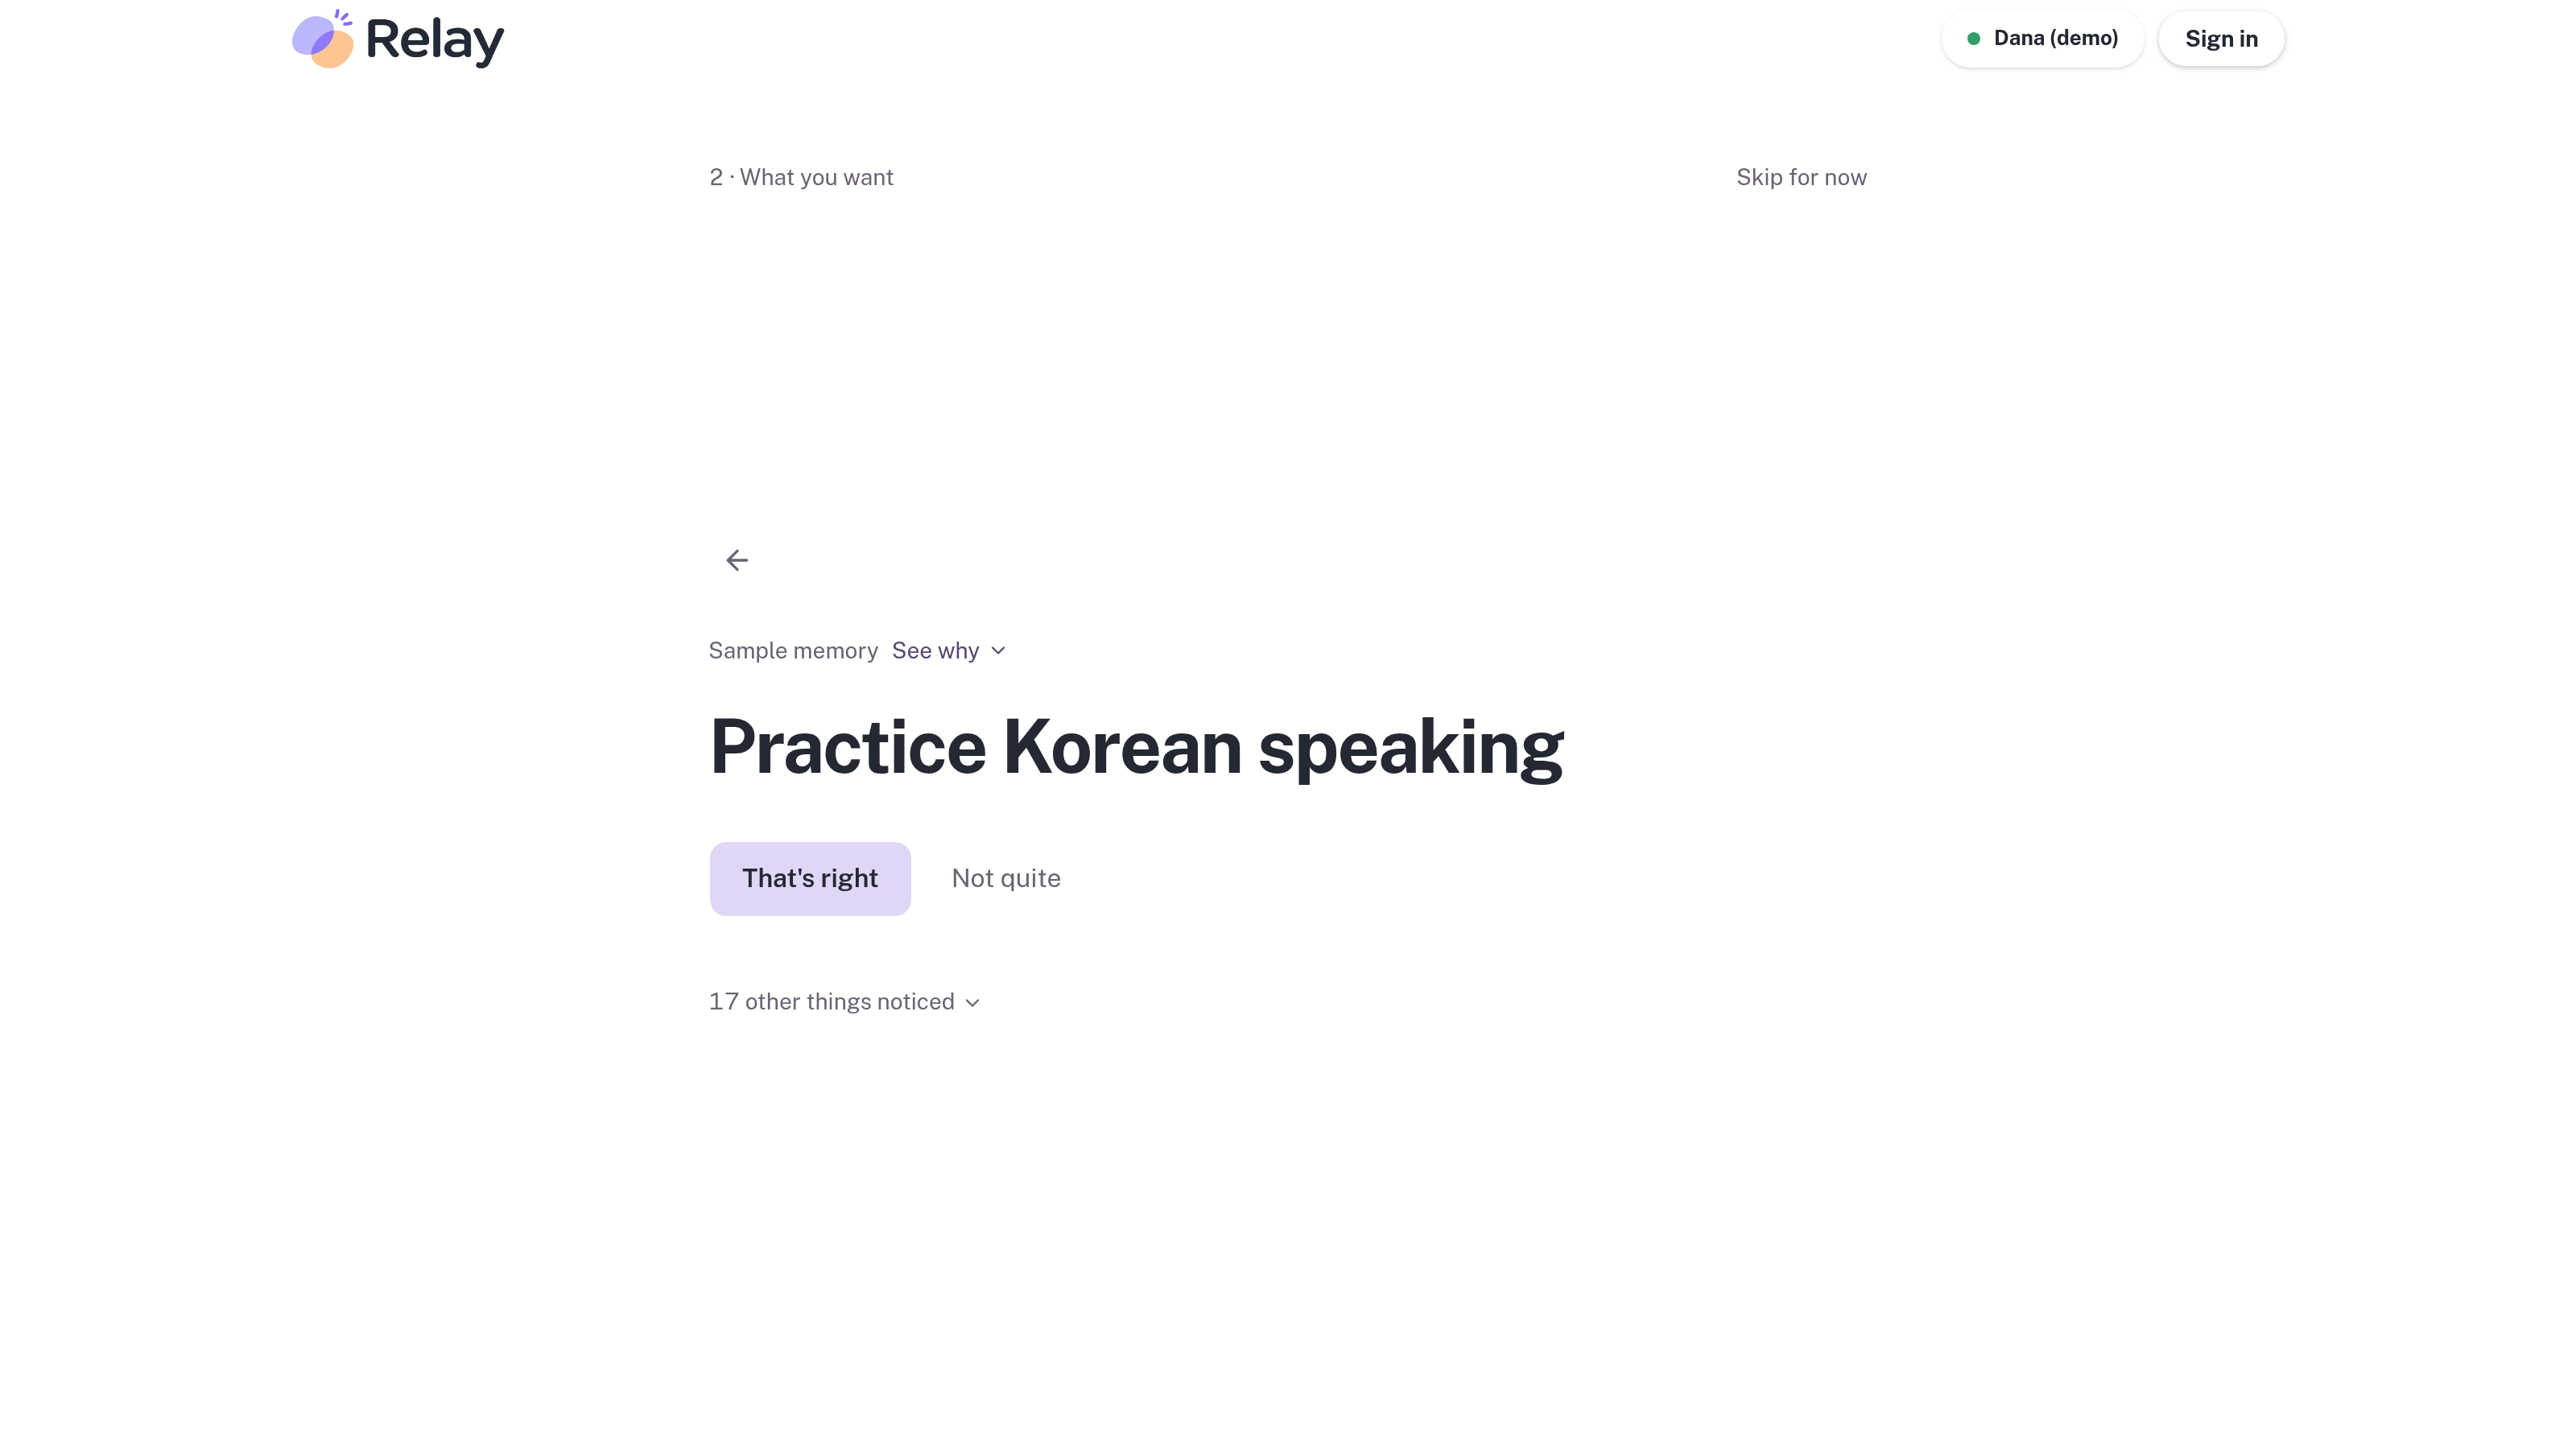 Relay
Dana (demo)
Sign in
2 · What you want
Skip for now
Sample memory See why
Practice Korean speaking
That's right
Not quite
17 other things noticed